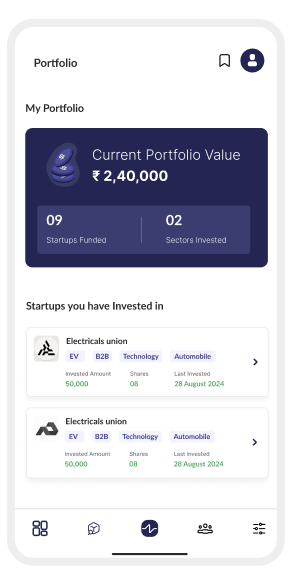 Portfolio
My Portfolio
Current Portfolio Value
₹ 2,40,000
09 02
Startups Funded Sectors Invested
Startups you have Invested in
Electricals union
EV B2B Technology Automobile
Invested Amount Shares Last Invested
50,000 08 28 August 2024
Electricals union
EV B2B Technology Automobile
Invested Amount Shares Last Invested
50,000 08 28 August 2024